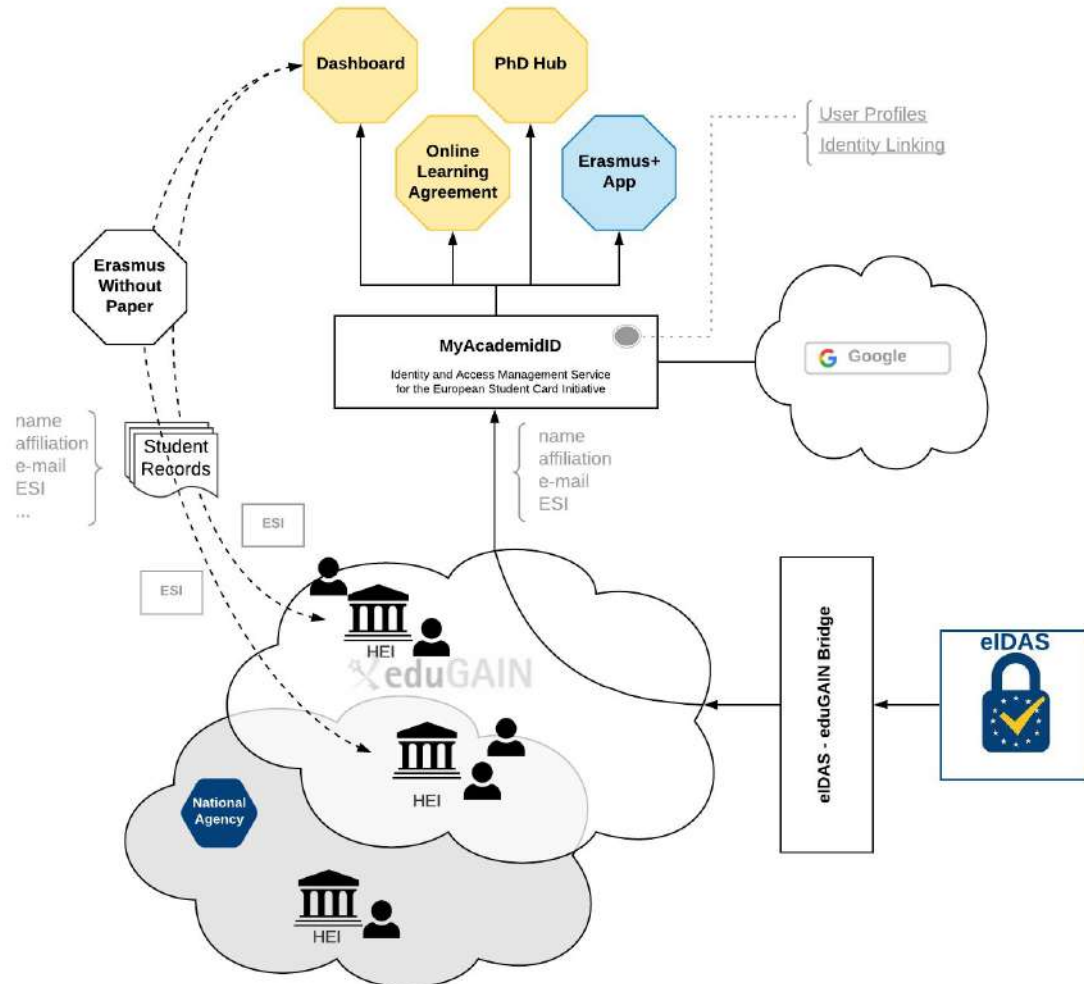 Dashboard
PhD Hub
Online
Learning
Agreement
Erasmus+
App
User Profiles
Identity Linking
Erasmus
Without
Paper
MyAcademidID
Identity and Access Management Service
for the European Student Card Initiative
Google
name
affiliation
e-mail
ESI
...
Student
Records
name
affiliation
e-mail
ESI
ESI
ESI
HEI
eduGAIN
HEI
National
Agency
HEI
eIDAS - eduGAIN Bridge
eIDAS